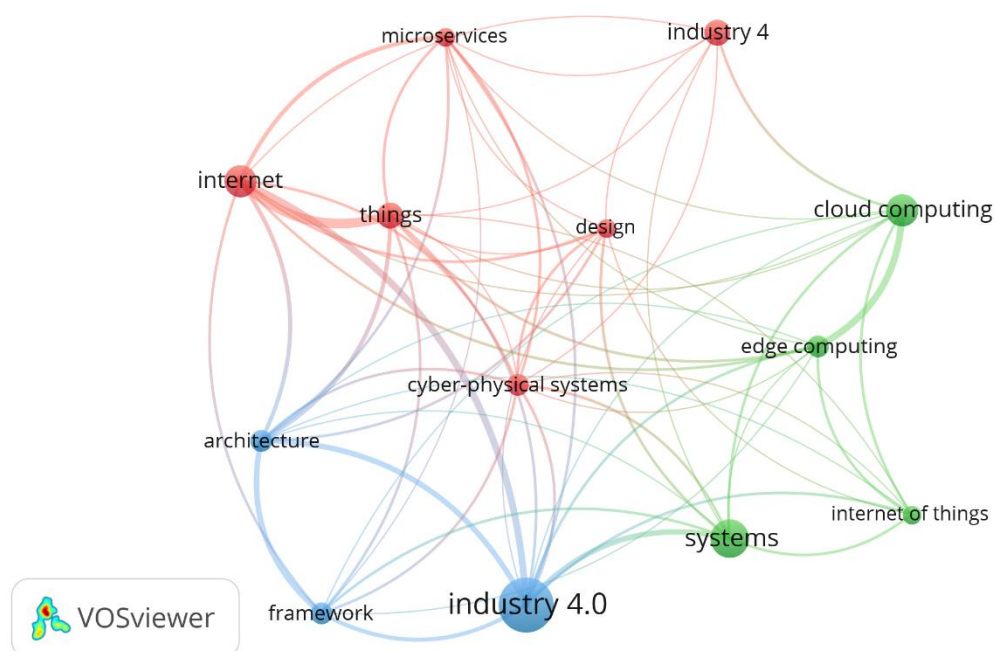 microservices
industry 4
internet
things
design
cloud computing
edge computing
cyber-physical systems
architecture
internet of things
systems
framework
industry 4.0
VOSviewer